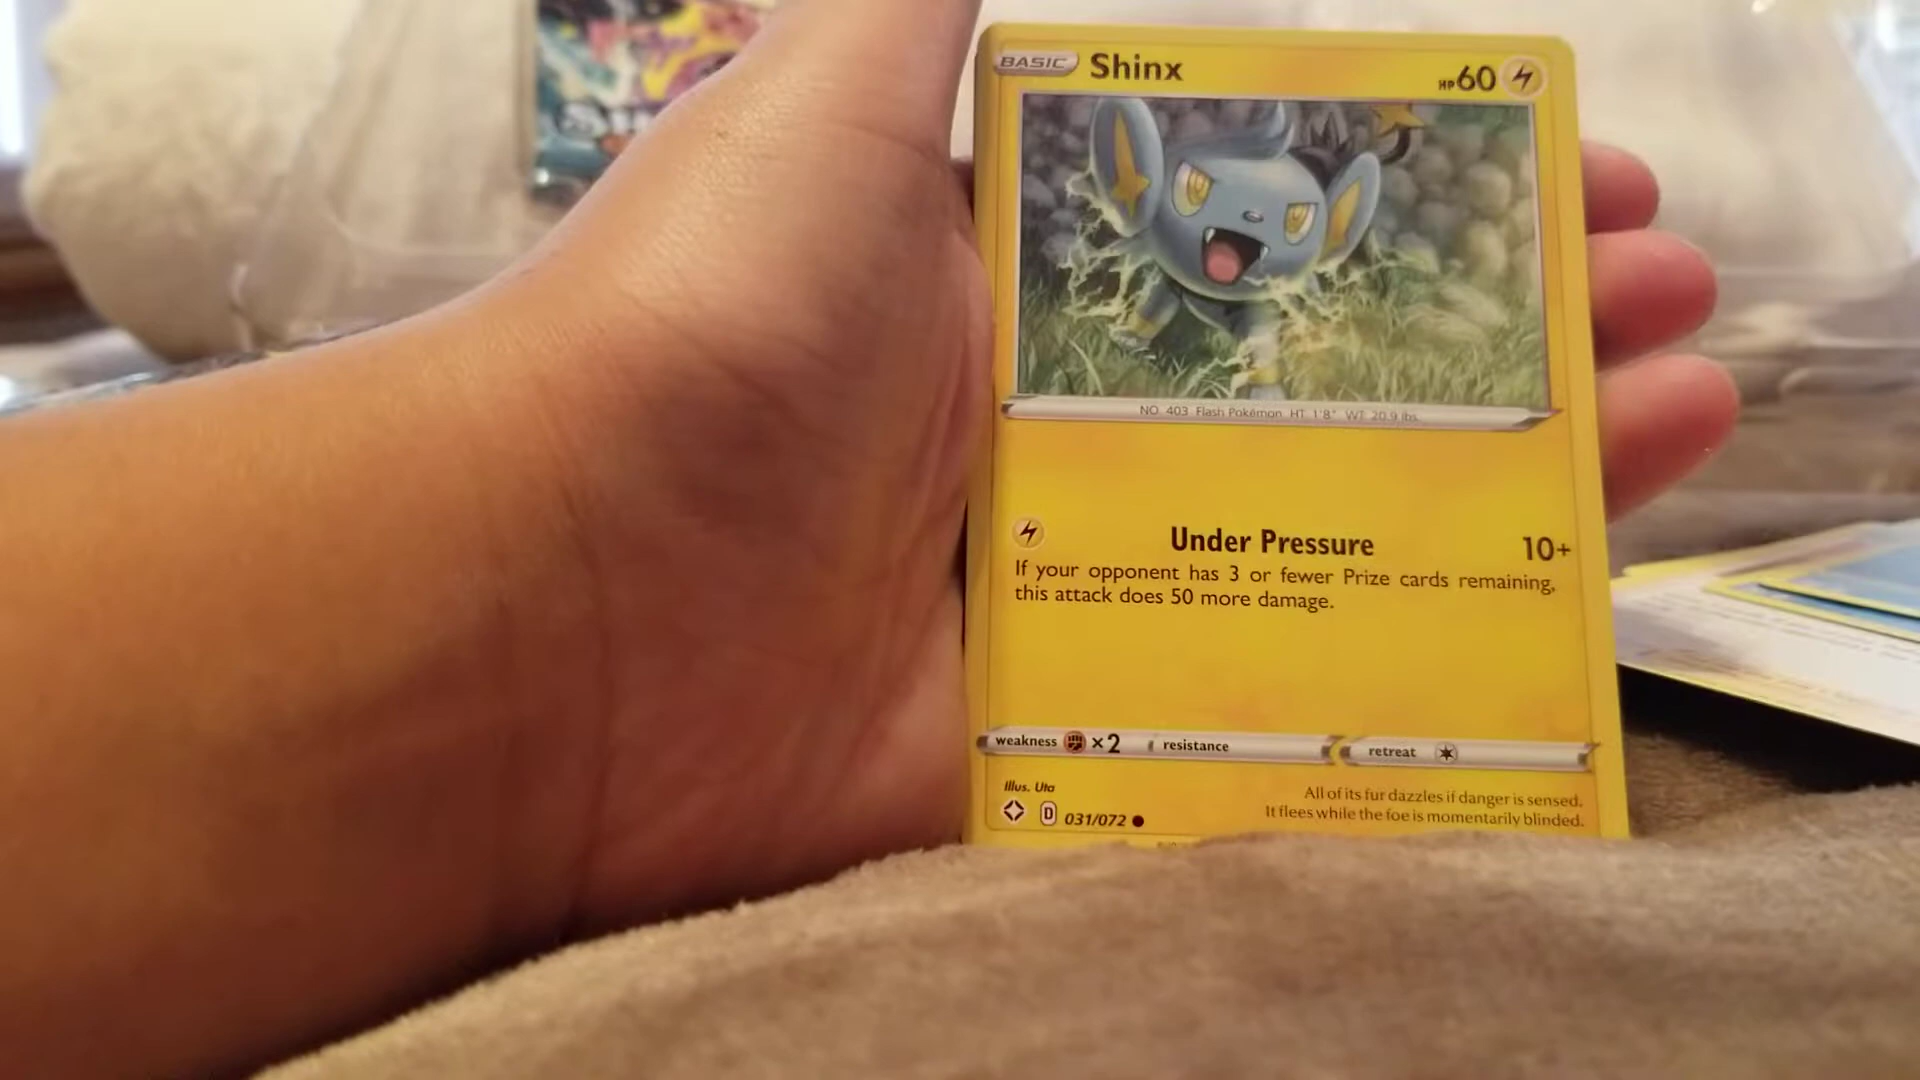 BASIC Shinx HP60
NO. 403 Flash Pokémon HT. 1'8" WT. 20.9 lbs.
Under Pressure 10+
If your opponent has 3 or fewer Prize cards remaining,
this attack does 50 more damage.
weakness ×2 resistance retreat
Illus. Uta
All of its fur dazzles if danger is sensed.
It flees while the foe is momentarily blinded.
D 031/072